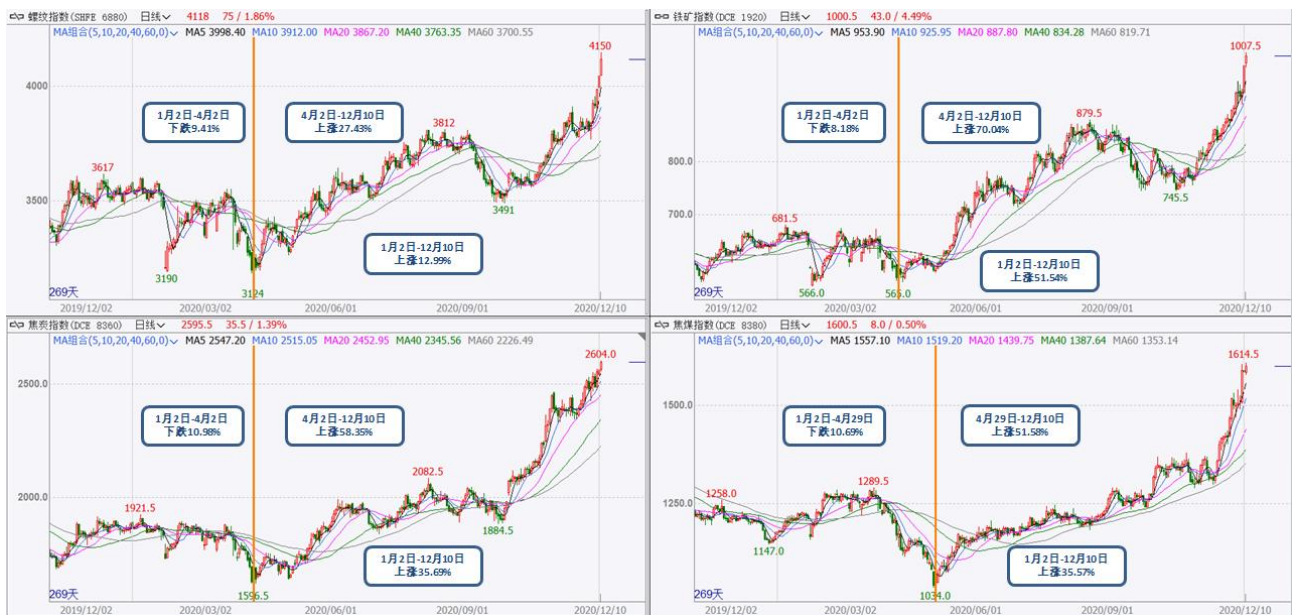 螺纹指数(SHFE 6880) 日线 4118 75 / 1.86%
MA组合(5,10,20,40,60,0) MA5 3998.40 MA10 3912.00 MA20 3867.20 MA40 3763.35 MA60 3700.55
4150
4000
1月2日-4月2日
下跌9.41%
4月2日-12月10日
上涨27.43%
3812
3617
3500
3491
1月2日-12月10日
上涨12.99%
3190
3124
269天
2019/12/02 2020/03/02 2020/06/01 2020/09/01 2020/12/10
铁矿指数(DCE 1920) 日线 1000.5 43.0 / 4.49%
MA组合(5,10,20,40,60,0) MA5 953.90 MA10 925.95 MA20 887.80 MA40 834.28 MA60 819.71
1007.5
1月2日-4月2日
下跌8.18%
4月2日-12月10日
上涨70.04%
879.5
800.0
745.5
700.0
681.5
1月2日-12月10日
上涨51.54%
566.0
565.0
269天
2019/12/02 2020/03/02 2020/06/01 2020/09/01 2020/12/10
焦炭指数(DCE 8360) 日线 2595.5 35.5 / 1.39%
MA组合(5,10,20,40,60,0) MA5 2547.20 MA10 2515.05 MA20 2452.95 MA40 2345.56 MA60 2226.49
2604.0
2500.0
1月2日-4月2日
下跌10.98%
4月2日-12月10日
上涨58.35%
2082.5
2000.0
1921.5
1884.5
1月2日-12月10日
上涨35.69%
1596.5
269天
2019/12/02 2020/03/02 2020/06/01 2020/09/01 2020/12/10
焦煤指数(DCE 8380) 日线 1600.5 8.0 / 0.50%
MA组合(5,10,20,40,60,0) MA5 1557.10 MA10 1519.20 MA20 1439.75 MA40 1387.64 MA60 1353.14
1614.5
1500.0
1月2日-4月29日
下跌10.69%
4月29日-12月10日
上涨51.58%
1289.5
1258.0
1250.0
1147.0
1月2日-12月10日
上涨35.57%
1034.0
269天
2019/12/02 2020/03/02 2020/06/01 2020/09/01 2020/12/10